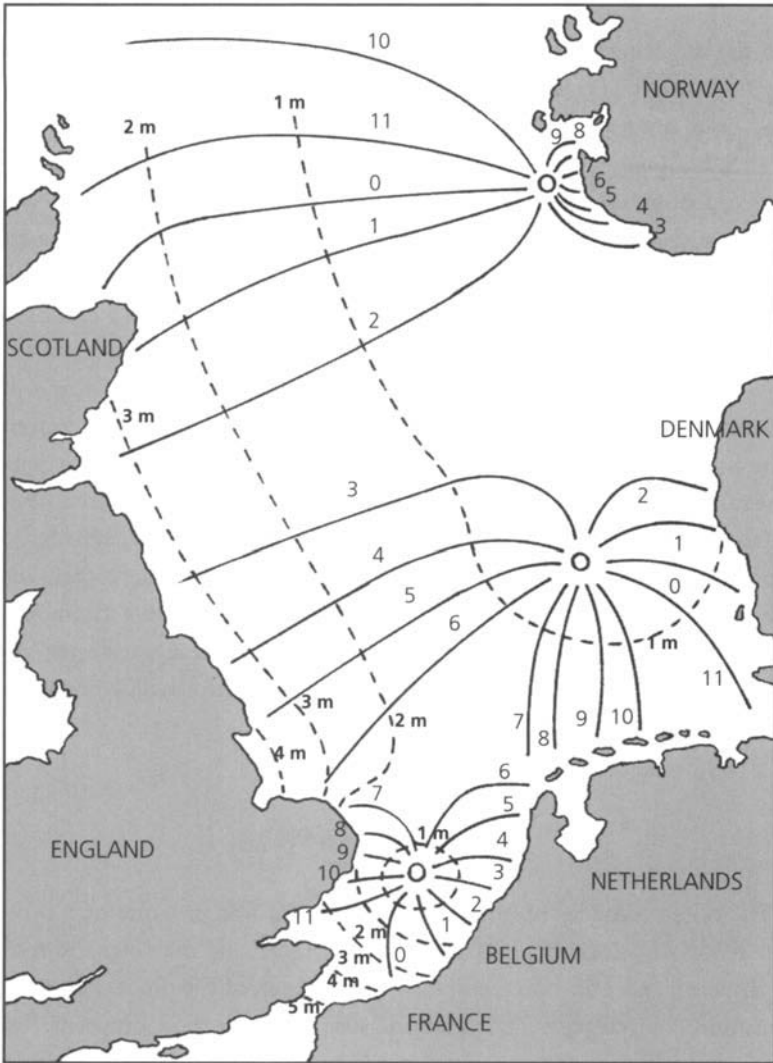 10
NORWAY
1 m
11
9 8
2 m
0
6
5
4
3
1
2
SCOTLAND
3 m
DENMARK
3
2
4
1
5
0
6
1 m
11
3 m
2 m
7
8
9
10
4 m
6
7
5
8
1 m
ENGLAND
9
4
10
3
NETHERLANDS
2
11
1
2 m
0
BELGIUM
3 m
4 m
5 m
FRANCE